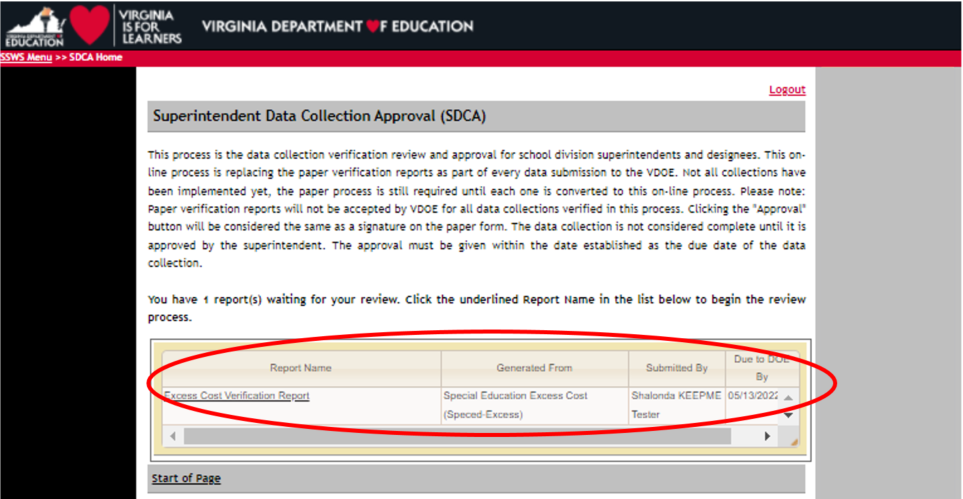 VIRGINIA
IS FOR
LEARNERS
VIRGINIA DEPARTMENT F EDUCATION
EDUCATION
SSWS Menu >> SDCA Home
Logout
Superintendent Data Collection Approval (SDCA)
This process is the data collection verification review and approval for school division superintendents and designees. This on-
line process is replacing the paper verification reports as part of every data submission to the VDOE. Not all collections have
been implemented yet, the paper process is still required until each one is converted to this on-line process. Please note:
Paper verification reports will not be accepted by VDOE for all data collections verified in this process. Clicking the "Approval"
button will be considered the same as a signature on the paper form. The data collection is not considered complete until it is
approved by the superintendent. The approval must be given within the date established as the due date of the data
collection.
You have 1 report(s) waiting for your review. Click the underlined Report Name in the list below to begin the review
process.
Report Name Generated From Submitted By Due to DOE
By
Excess Cost Verification Report Special Education Excess Cost Shalonda KEEPME 05/13/2022
(Speced-Excess) Tester
Start of Page